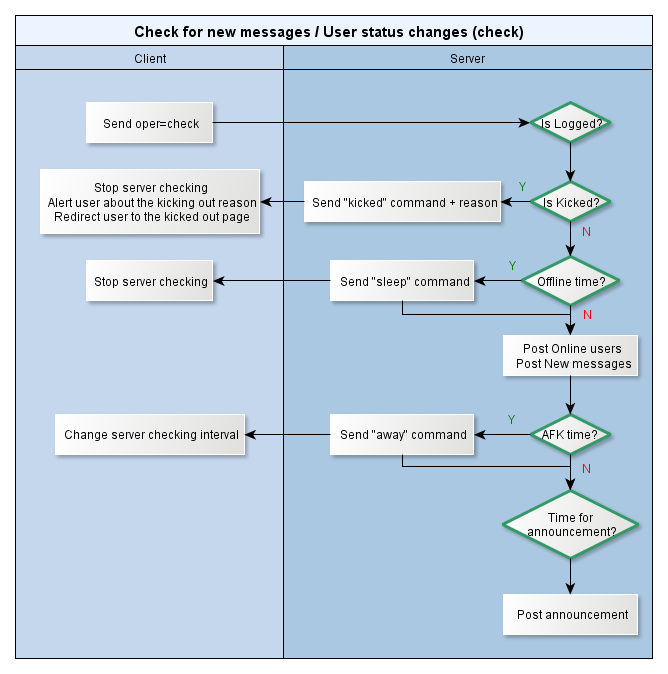 Check for new messages / User status changes (check)
Client
Server
Send oper=check
Is Logged?
Stop server checking
Alert user about the kicking out reason
Redirect user to the kicked out page
Send "kicked" command + reason
Y
Is Kicked?
N
Stop server checking
Send "sleep" command
Y
Offline time?
N
Post Online users
Post New messages
Change server checking interval
Send "away" command
Y
AFK time?
N
Time for
announcement?
Post announcement